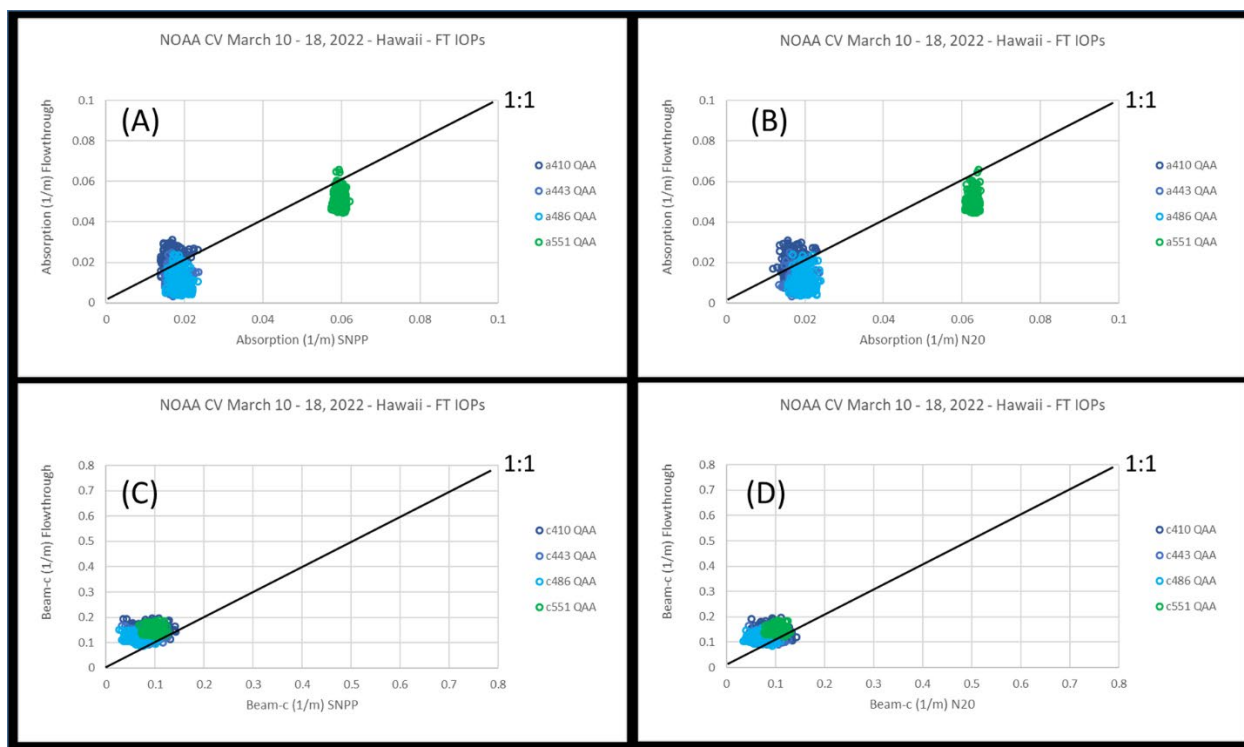 NOAA CV March 10 - 18, 2022 - Hawaii - FT IOPs
(A)
1:1
Absorption (1/m) Flowthrough
0.1
0.08
0.06
0.04
0.02
0
0 0.02 0.04 0.06 0.08 0.1
Absorption (1/m) SNPP
a410 QAA
a443 QAA
a486 QAA
a551 QAA
NOAA CV March 10 - 18, 2022 - Hawaii - FT IOPs
(B)
1:1
Absorption (1/m) Flowthrough
0.1
0.08
0.06
0.04
0.02
0
0 0.02 0.04 0.06 0.08 0.1
Absorption (1/m) N20
a410 QAA
a443 QAA
a486 QAA
a551 QAA
NOAA CV March 10 - 18, 2022 - Hawaii - FT IOPs
(C)
1:1
Beam-c (1/m) Flowthrough
0.8
0.7
0.6
0.5
0.4
0.3
0.2
0.1
0
0 0.1 0.2 0.3 0.4 0.5 0.6 0.7 0.8
Beam-c (1/m) SNPP
c410 QAA
c443 QAA
c486 QAA
c551 QAA
NOAA CV March 10 - 18, 2022 - Hawaii - FT IOPs
(D)
1:1
Beam-c (1/m) Flowthrough
0.8
0.7
0.6
0.5
0.4
0.3
0.2
0.1
0
0 0.1 0.2 0.3 0.4 0.5 0.6 0.7 0.8
Beam-c (1/m) N20
c410 QAA
c443 QAA
c486 QAA
c551 QAA